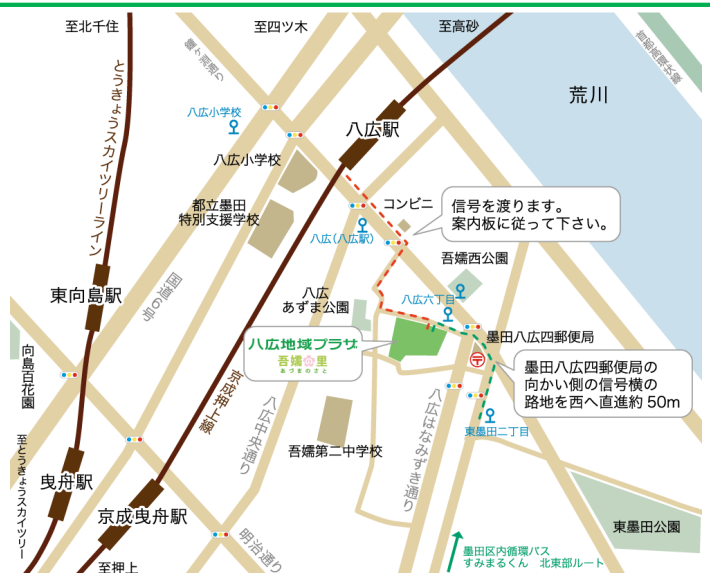 至北千住
至四ツ木
至高砂
首都高環状線
鐘ヶ淵通り
荒川
とうきょうスカイツリーライン
八広小学校
八広駅
八広小学校
コンビニ
信号を渡ります。
案内板に従って下さい。
都立墨田
特別支援学校
八広(八広駅)
吾嬬西公園
国道6号
東向島駅
八広
あずま公園
八広六丁目
墨田八広四郵便局
八広地域プラザ
吾嬬の里
あづまのさと
向島百花園
墨田八広四郵便局の
向かい側の信号横の
路地を西へ直進約 50m
京成押上線
八広中央通り
八広はなみずき通り
東墨田二丁目
吾嬬第二中学校
至とうきょうスカイツリー
曳舟駅
京成曳舟駅
明治通り
東墨田公園
墨田区内循環バス
すみまるくん 北東部ルート
至押上